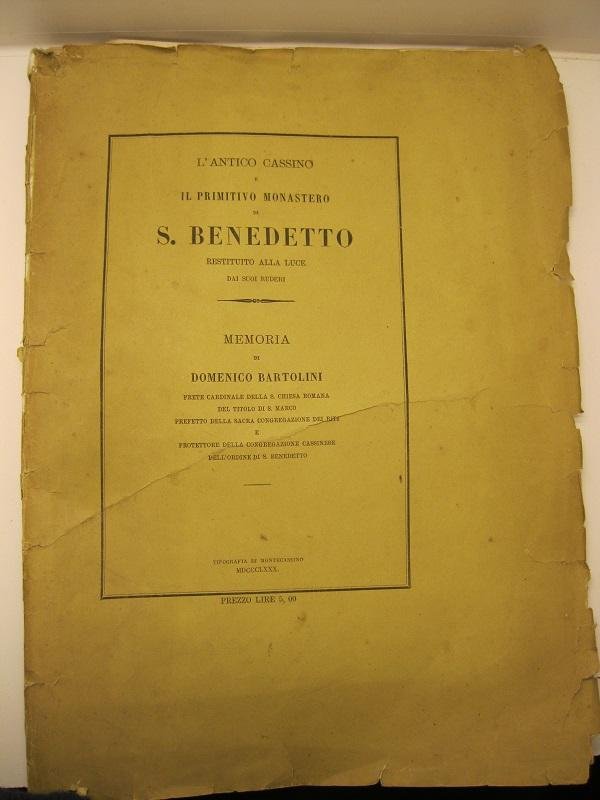 L'ANTICO CASSINO
E
IL PRIMITIVO MONASTERO
DI
S. BENEDETTO
RESTITUITO ALLA LUCE
DAI SUOI RUDERI
MEMORIA
DI
DOMENICO BARTOLINI
PRETE CARDINALE DELLA S. CHIESA ROMANA
DEL TITOLO DI S. MARCO
PREFETTO DELLA SACRA CONGREGAZIONE DEI RITI
E
PROTETTORE DELLA CONGREGAZIONE CASSINESE
DELL'ORDINE DI S. BENEDETTO
TIPOGRAFIA DI MONTECASSINO
MDCCCLXXX.
PREZZO LIRE 5, 00